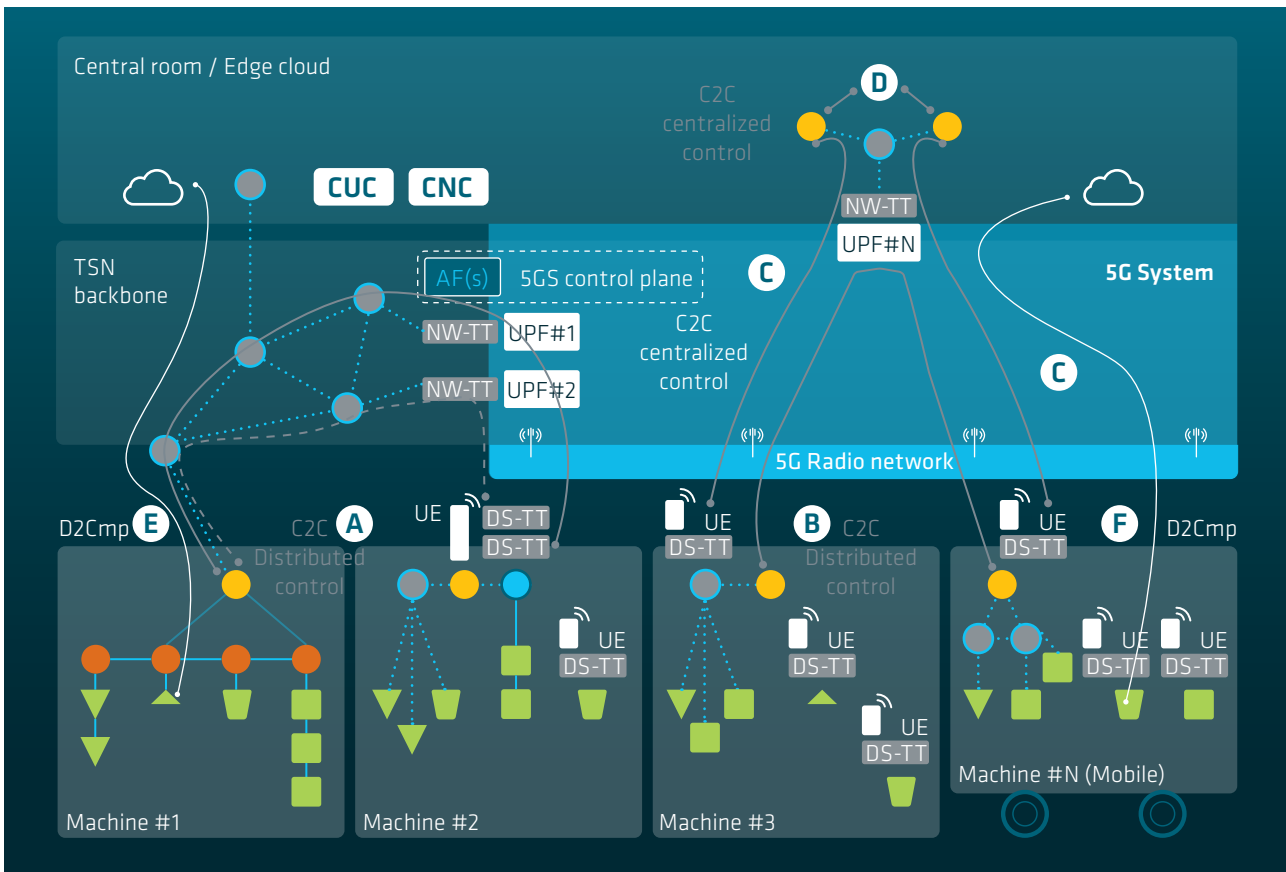 Central room / Edge cloud
C2C
centralized
control
D
CUC
CNC
NW-TT
UPF#N
TSN
backbone
AF(s)
5GS control plane
C
5G System
NW-TT
UPF#1
C2C
centralized
control
NW-TT
UPF#2
C
5G Radio network
D2Cmp
E
C2C
Distributed
control
A
UE
DS-TT
DS-TT
UE
DS-TT
B
C2C
Distributed
control
UE
DS-TT
F
D2Cmp
UE
DS-TT
UE
DS-TT
UE
DS-TT
UE
DS-TT
UE
DS-TT
Machine #1
Machine #2
Machine #3
Machine #N (Mobile)